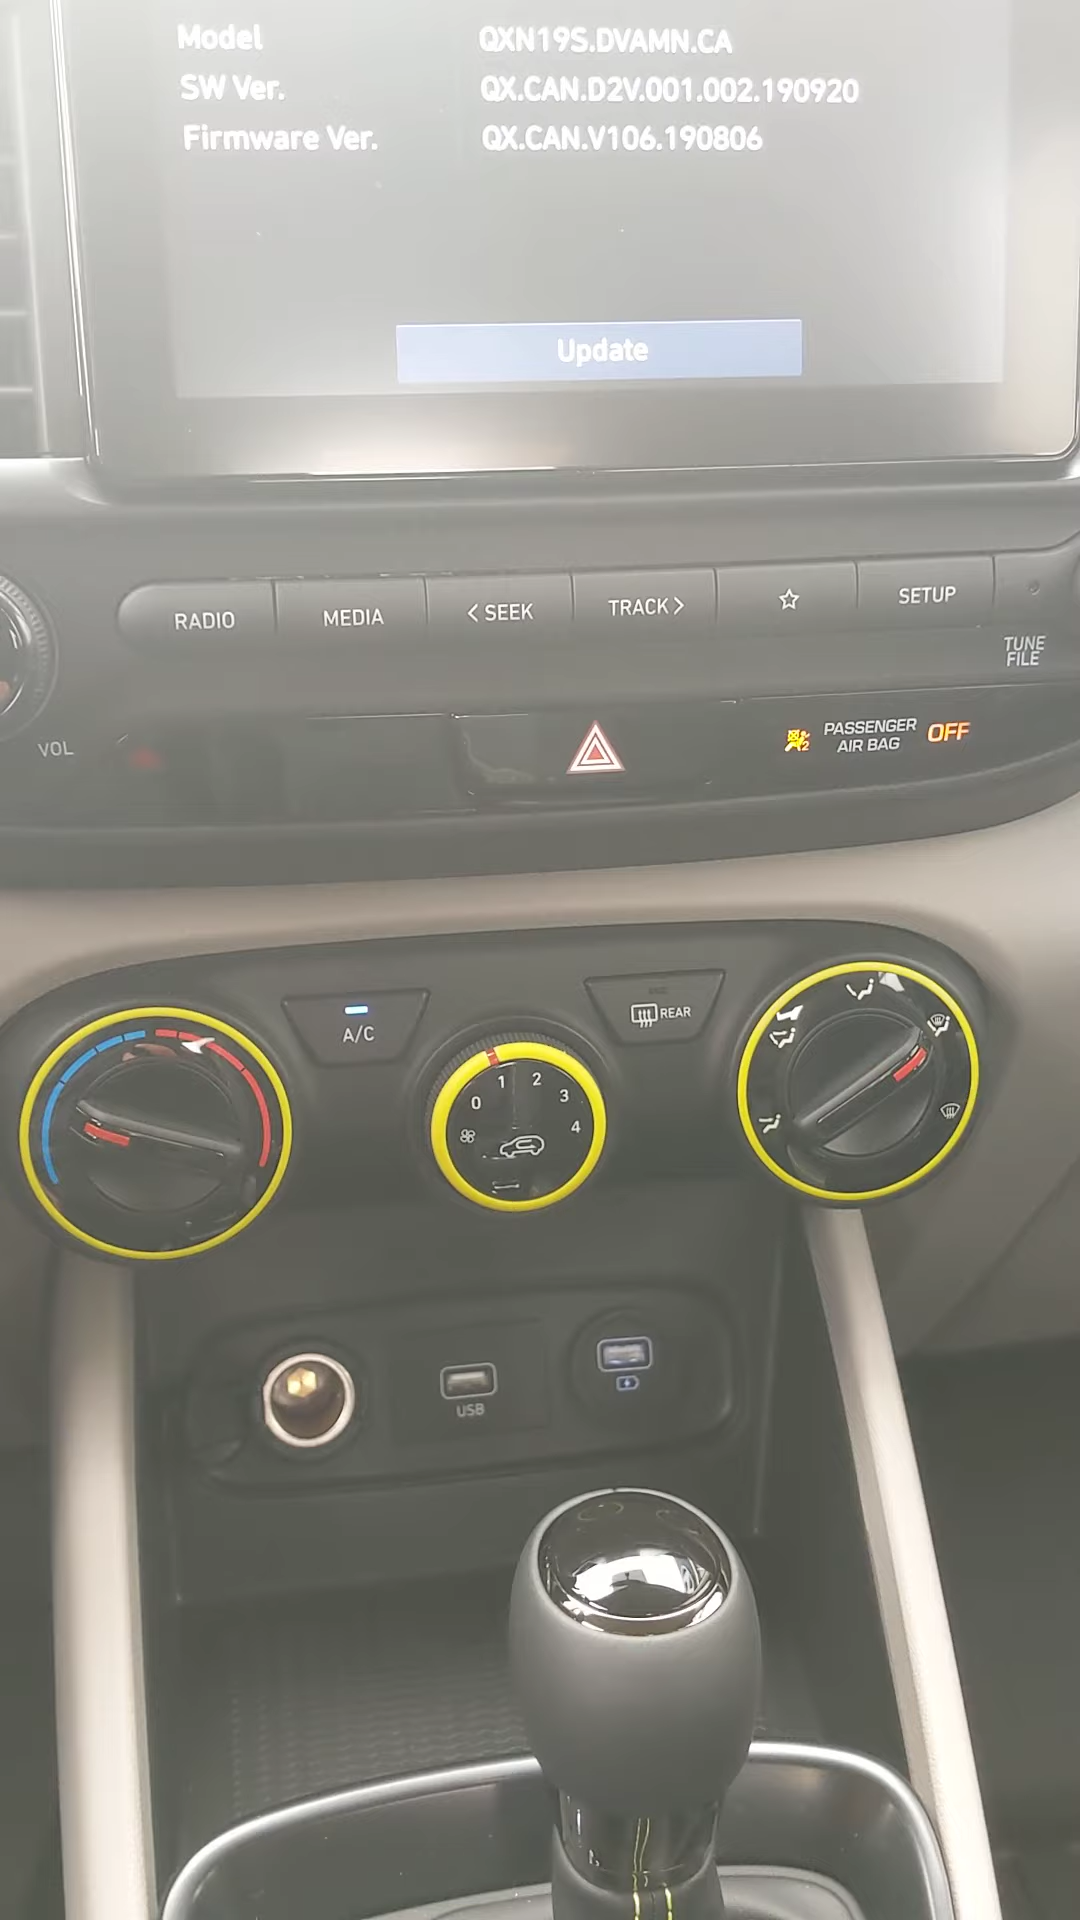 Model QXN19S.DVAMN.CA
SW Ver. QX.CAN.D2V.001.002.190920
Firmware Ver. QX.CAN.V106.190806
Update
RADIO
MEDIA
< SEEK
TRACK >
SETUP
TUNE
FILE
VOL
PASSENGER
AIR BAG
OFF
2
A/C
REAR
0
1
2
3
4
USB